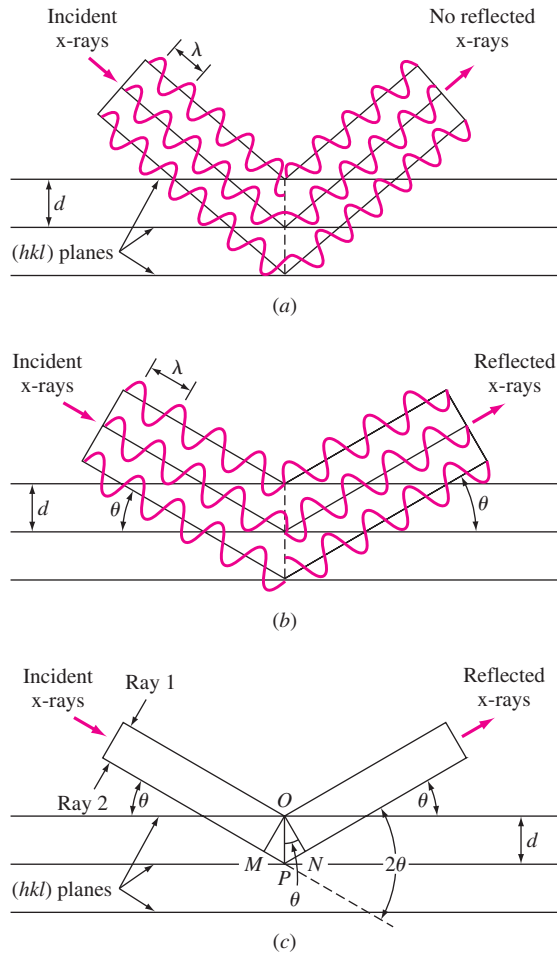 Incident
x-rays
λ
No reflected
x-rays
d
(hkl) planes
(a)
Incident
x-rays
λ
Reflected
x-rays
d
θ
θ
(b)
Incident
x-rays
Ray 1
Reflected
x-rays
Ray 2
θ
O
θ
d
M
P
N
θ
2θ
(hkl) planes
(c)